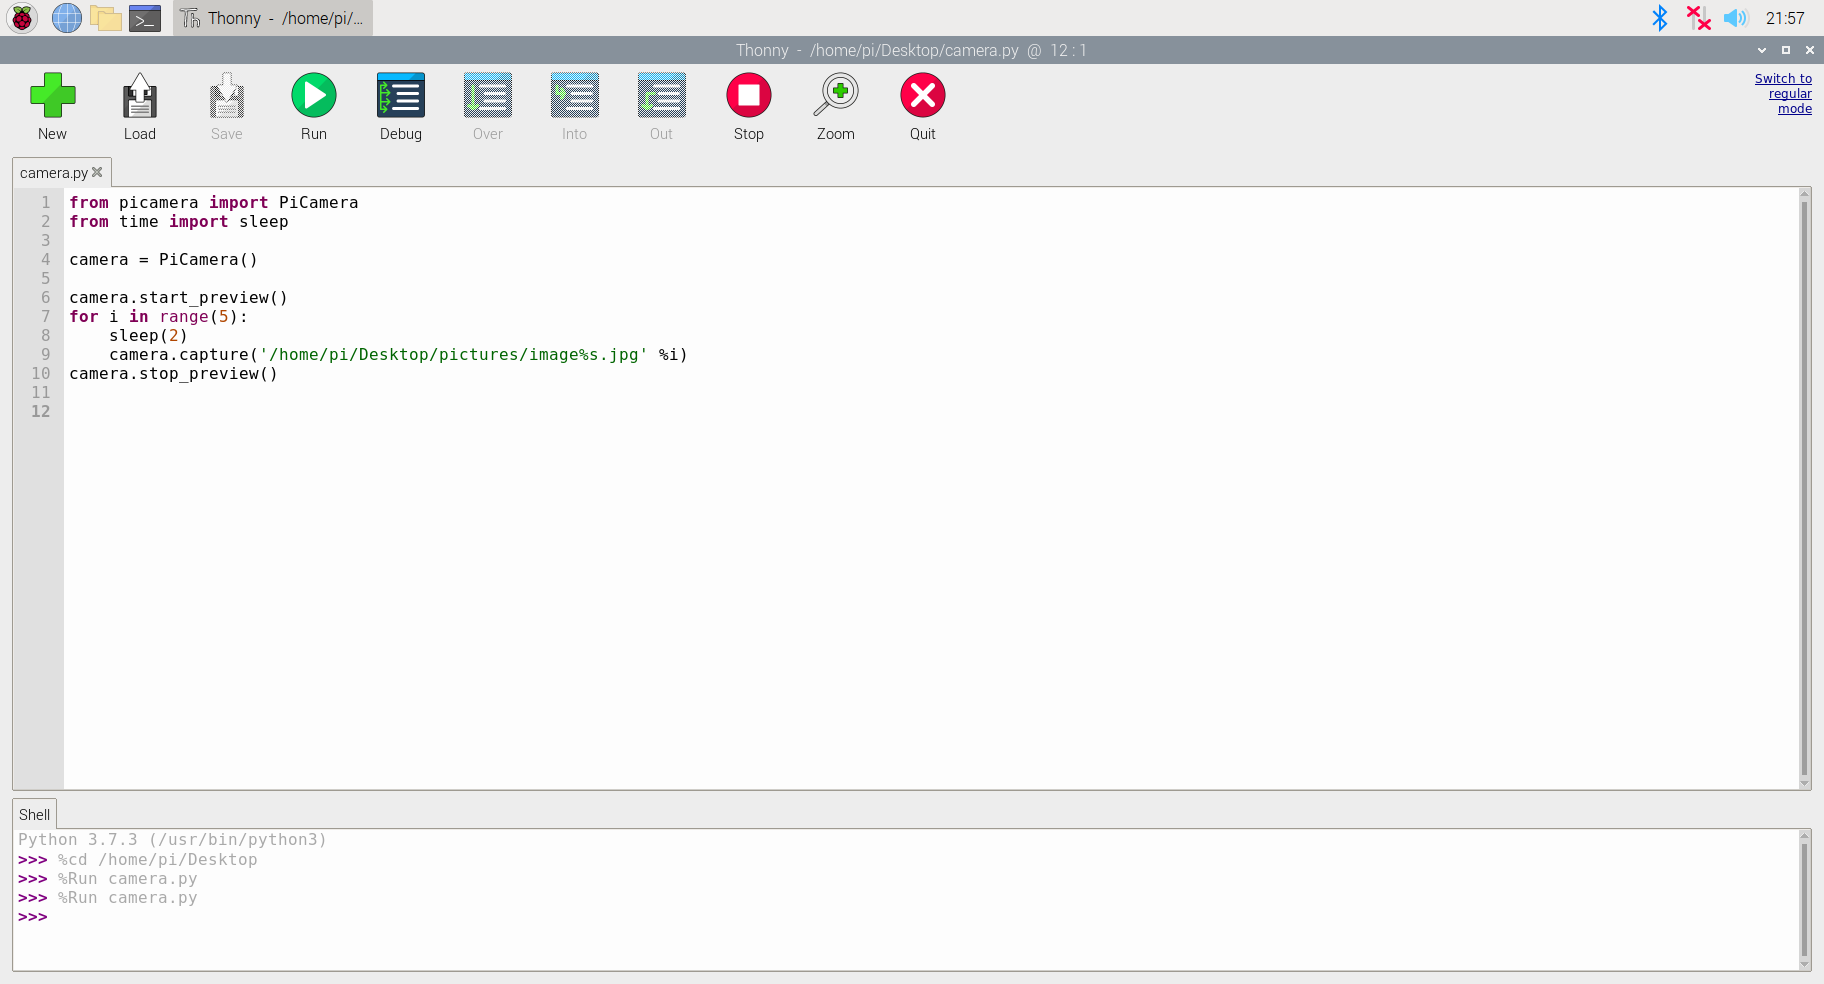 Thonny - /home/pi/... 21:57
Thonny - /home/pi/Desktop/camera.py @ 12 : 1
New Load Save Run Debug Over Into Out Stop Zoom Quit
Switch to
regular
mode
camera.py
1 from picamera import PiCamera
2 from time import sleep
3
4 camera = PiCamera()
5
6 camera.start_preview()
7 for i in range(5):
8     sleep(2)
9     camera.capture('/home/pi/Desktop/pictures/image%s.jpg' %i)
10 camera.stop_preview()
11
12
Shell
Python 3.7.3 (/usr/bin/python3)
>>> %cd /home/pi/Desktop
>>> %Run camera.py
>>> %Run camera.py
>>>